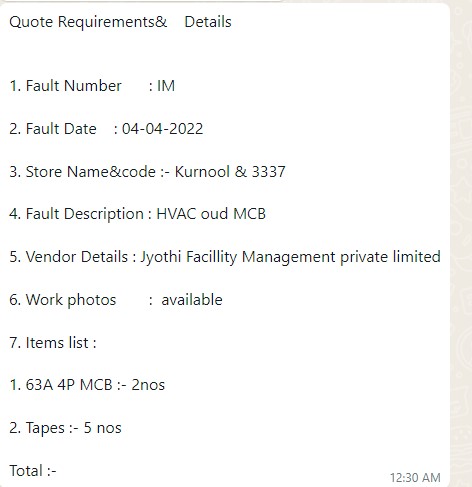 Quote Requirements&    Details
1. Fault Number      : IM
2. Fault Date    : 04-04-2022
3. Store Name&code :- Kurnool & 3337
4. Fault Description : HVAC oud MCB
5. Vendor Details : Jyothi Facillity Management private limited
6. Work photos       :  available
7. Items list :
1. 63A 4P MCB :- 2nos
2. Tapes :- 5 nos
Total :-
12:30 AM